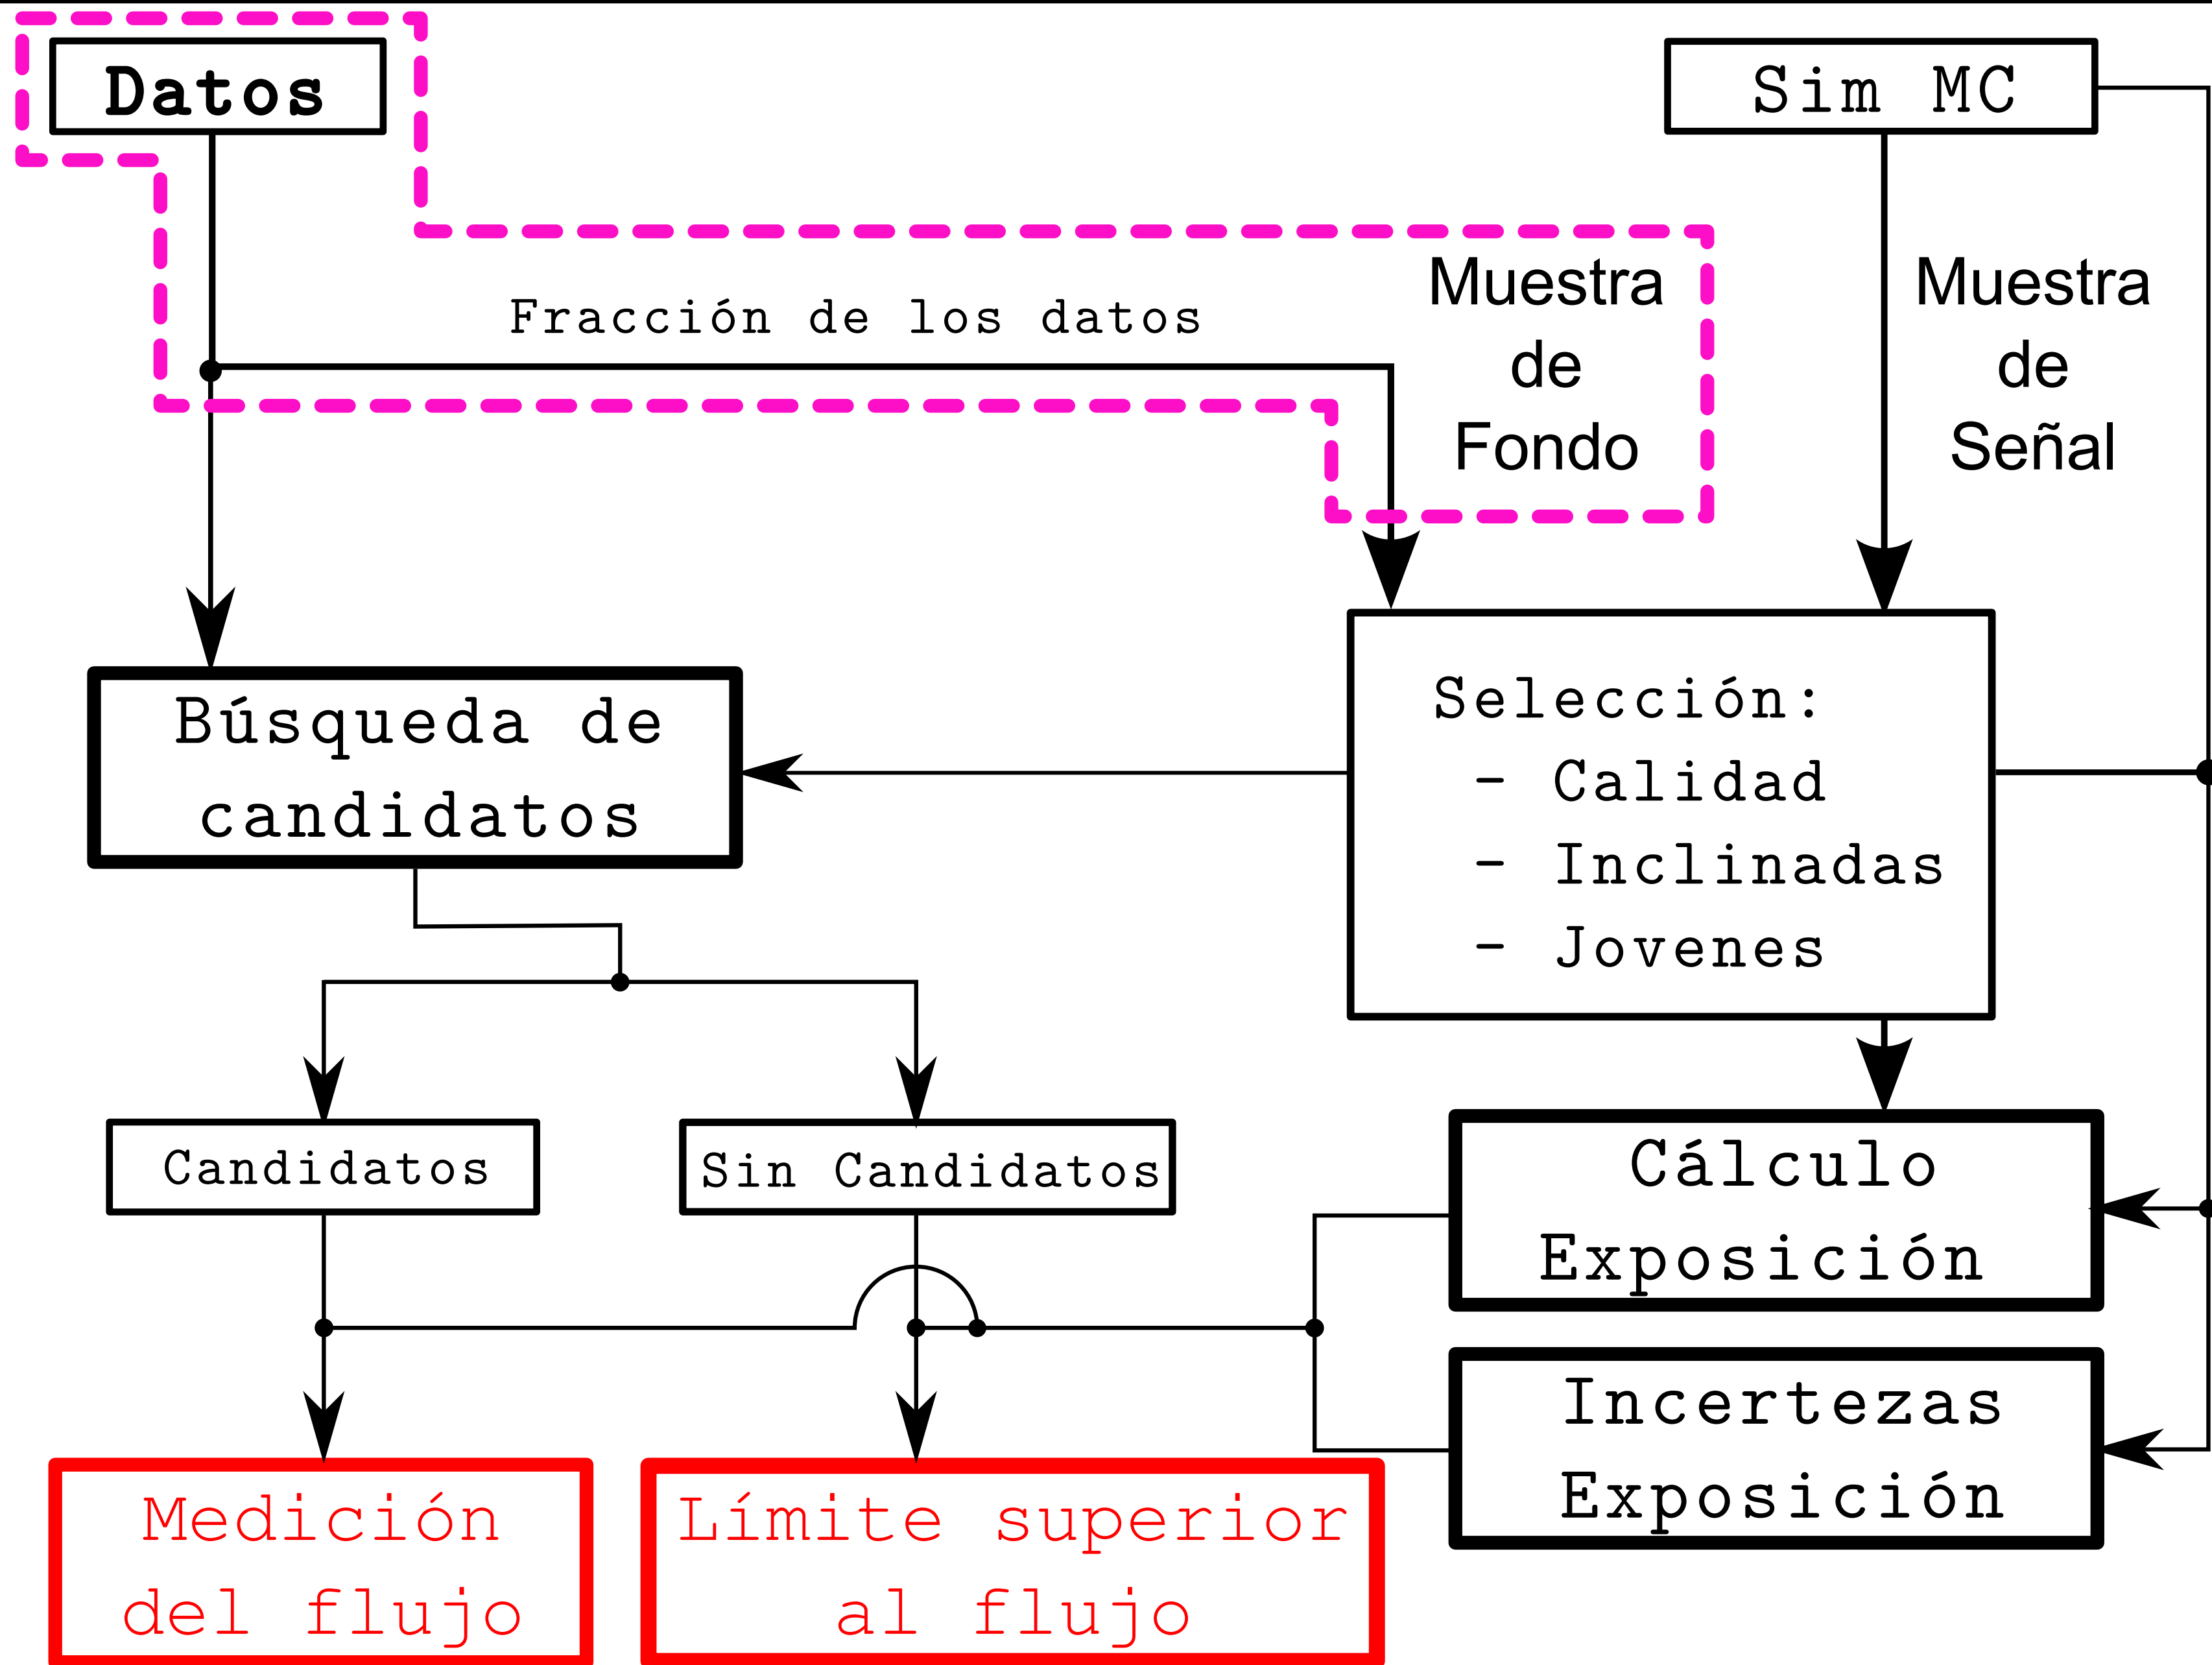 Datos
Sim MC
Fracción de los datos
Muestra
de
Fondo
Muestra
de
Señal
Búsqueda de
candidatos
Selección:
- Calidad
- Inclinadas
- Jovenes
Candidatos
Sin Candidatos
Cálculo
Exposición
Incertezas
Exposición
Medición
del flujo
Límite superior
al flujo